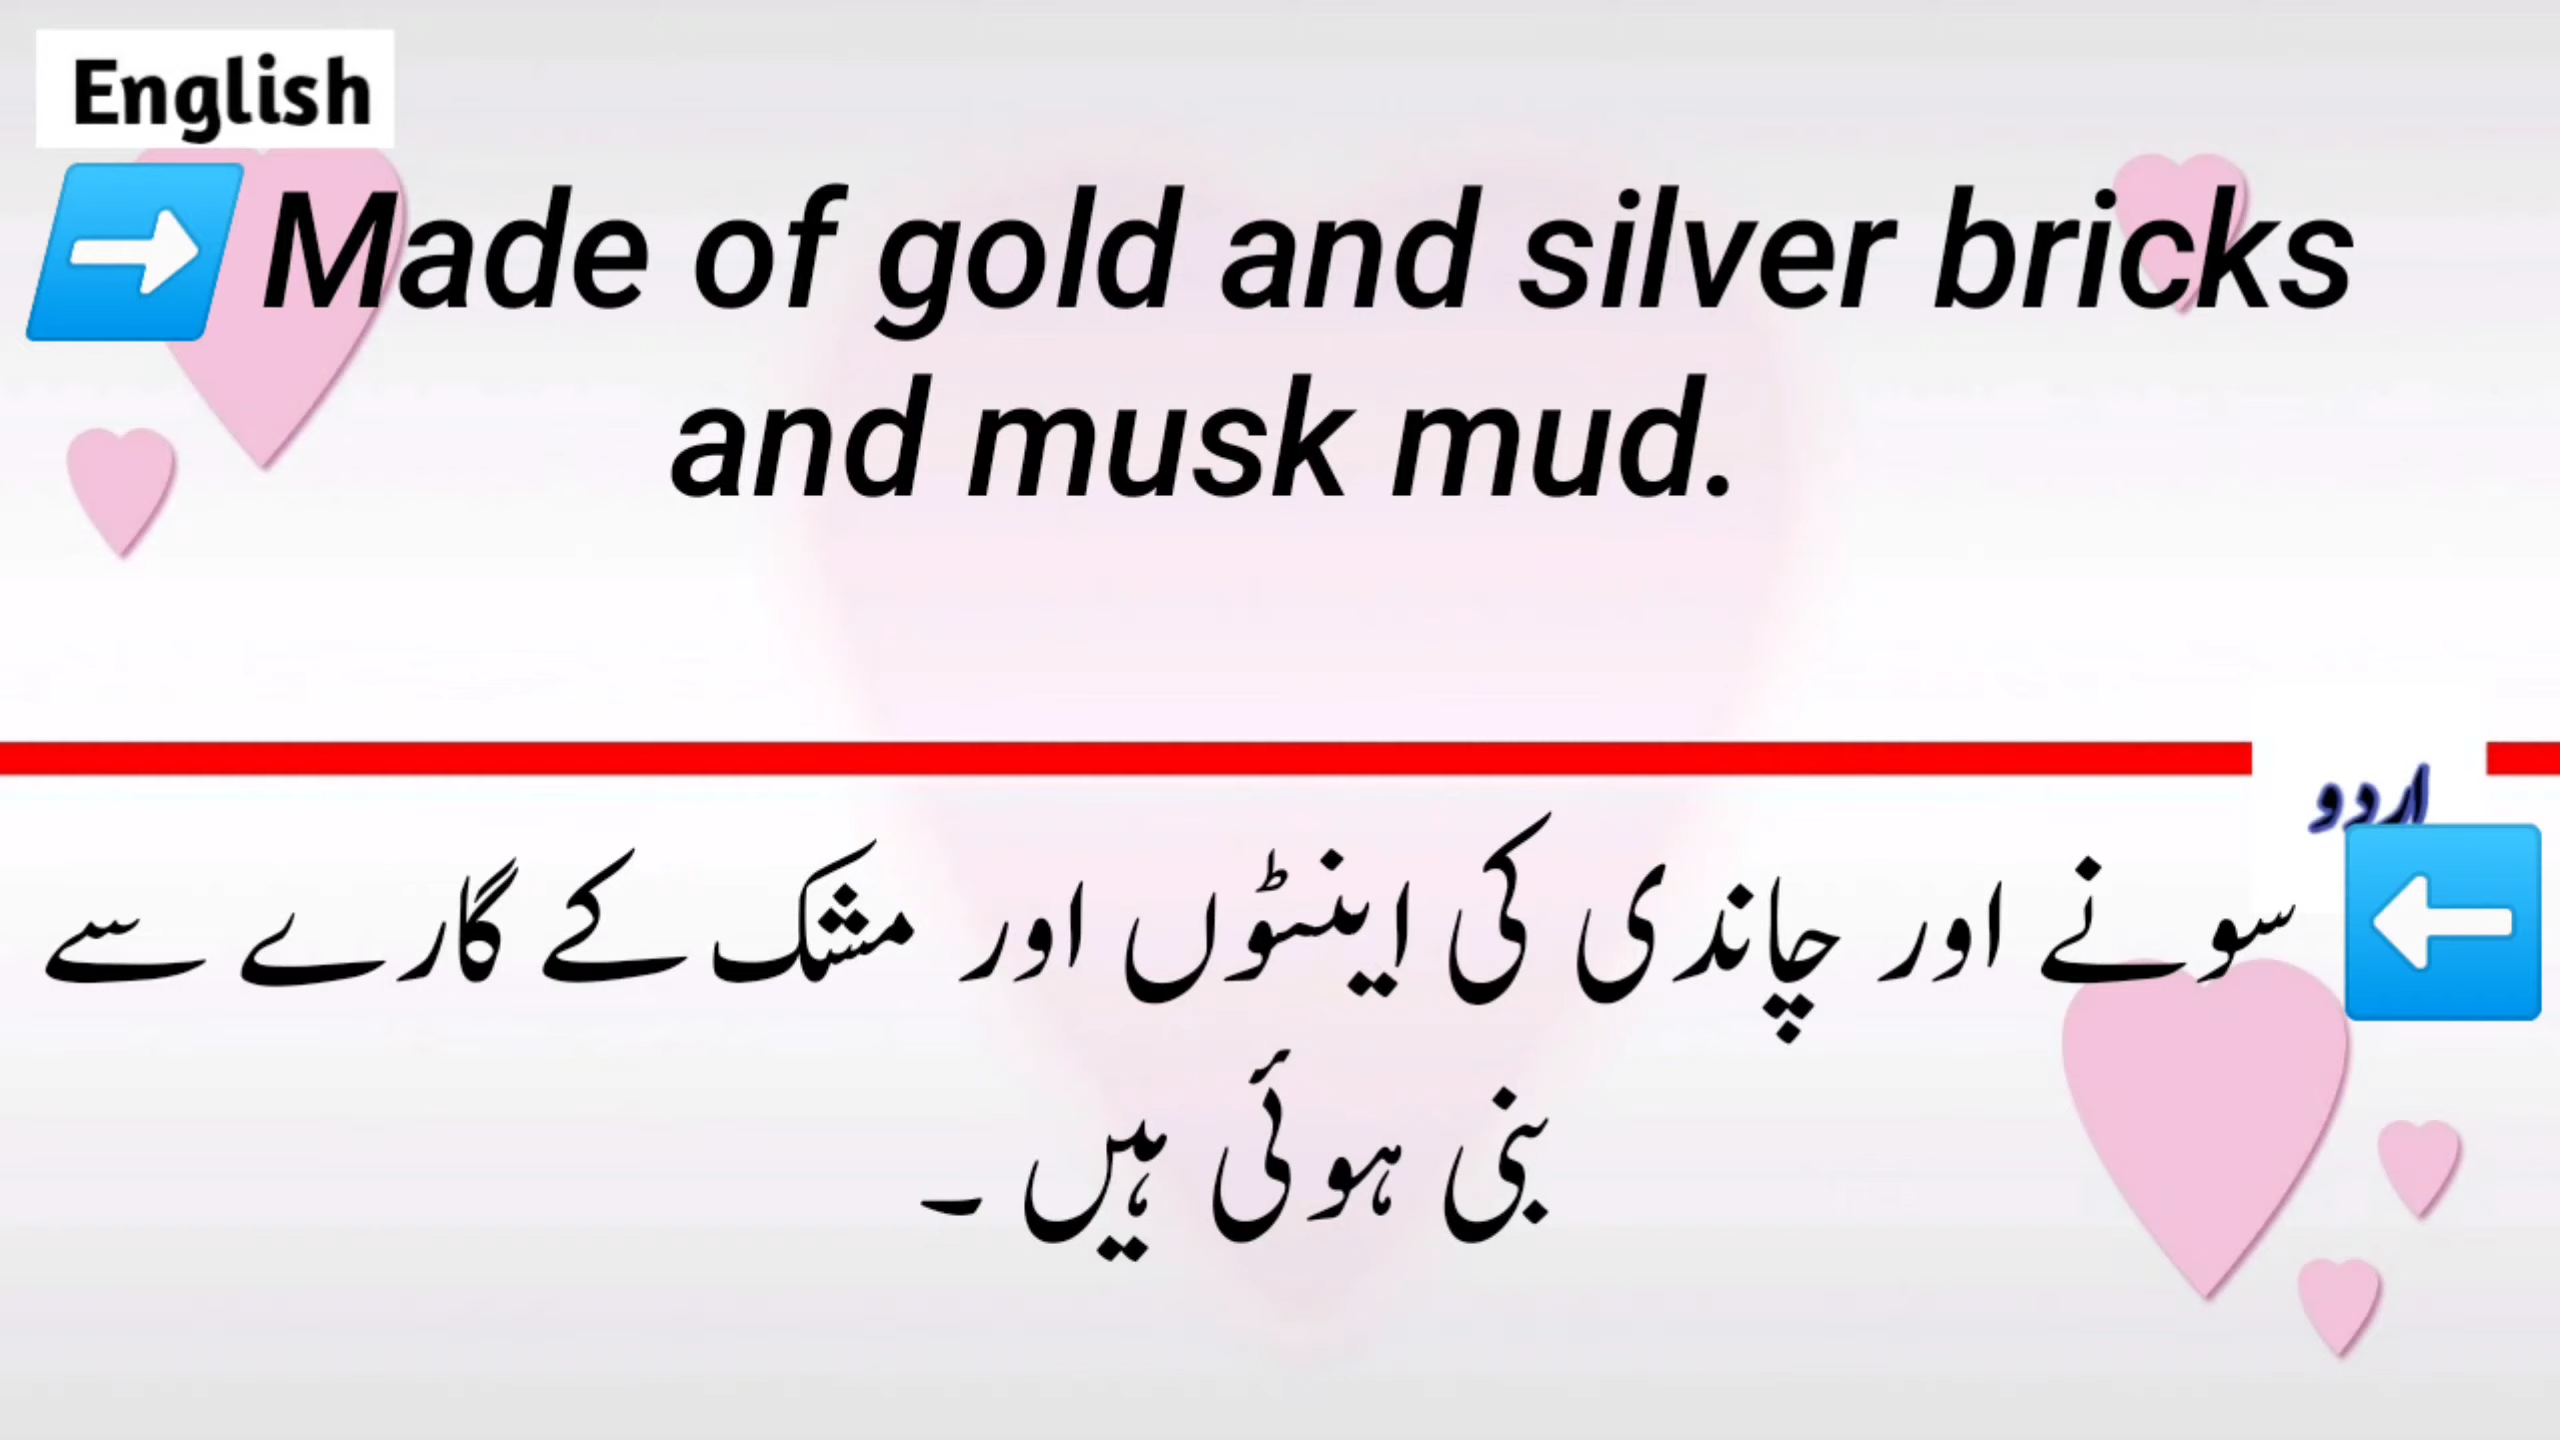 English
Made of gold and silver bricks
and musk mud.
اردو
سونے اور چاندی کی اینٹوں اور مشک کے گارے سے
بنی ہوئی ہیں ۔